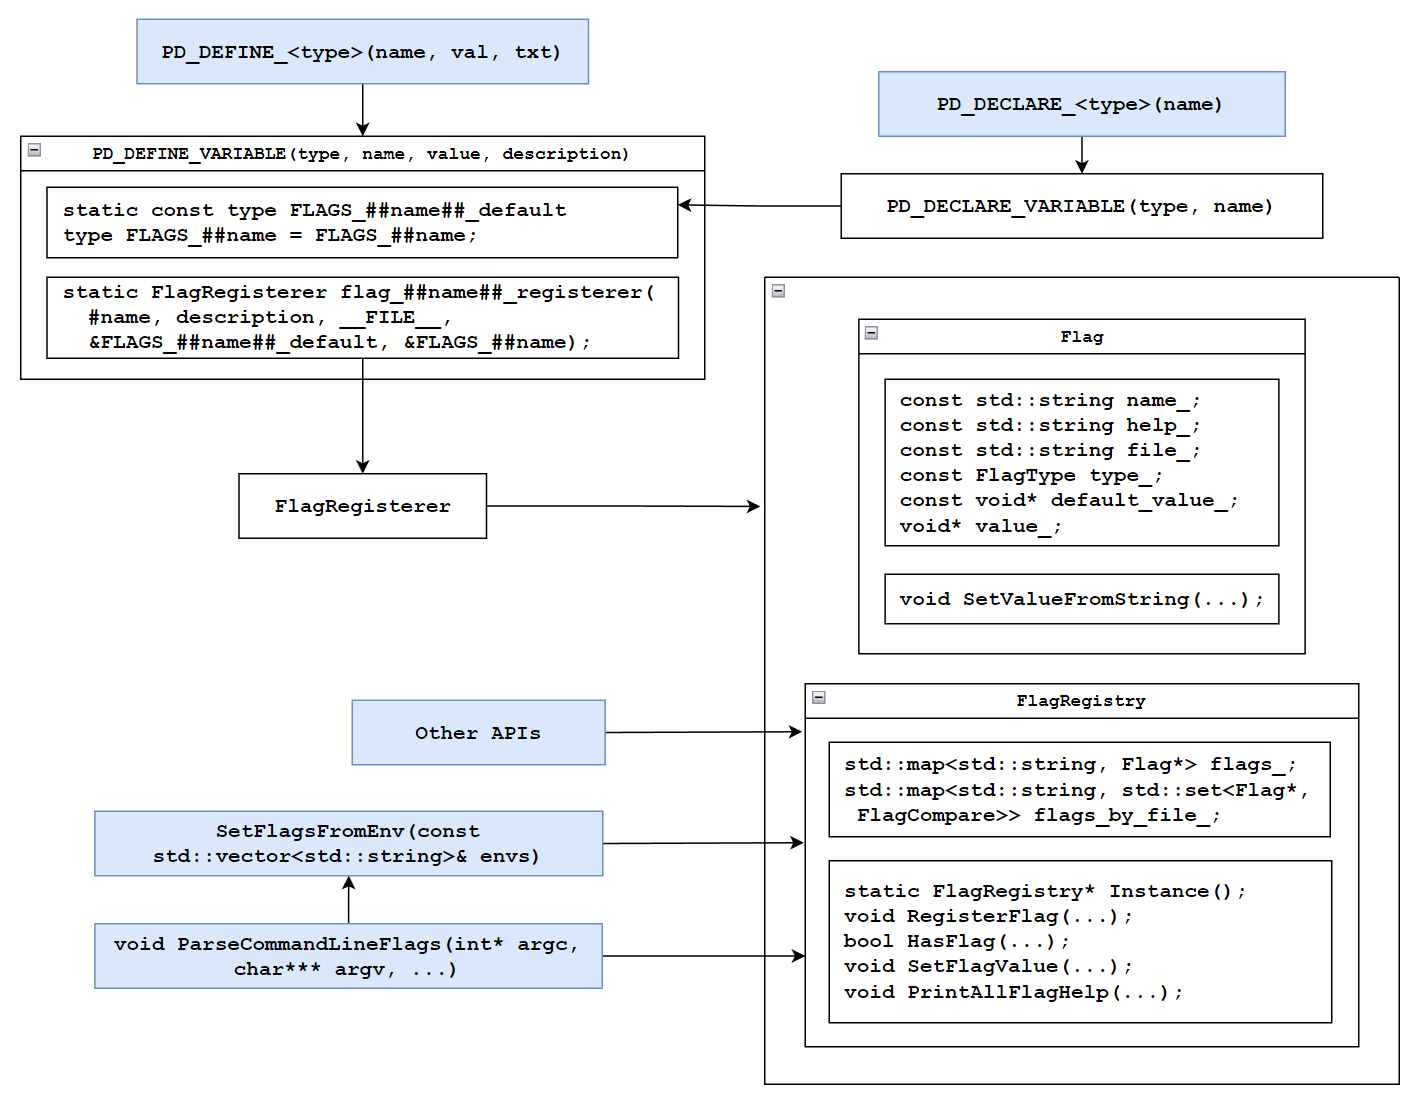 PD_DEFINE_<type>(name, val, txt)
PD_DECLARE_<type>(name)
PD_DEFINE_VARIABLE(type, name, value, description)
static const type FLAGS_##name##_default
type FLAGS_##name = FLAGS_##name;
PD_DECLARE_VARIABLE(type, name)
static FlagRegisterer flag_##name##_registerer(
#name, description, __FILE__,
&FLAGS_##name##_default, &FLAGS_##name);
FlagRegisterer
Flag
const std::string name_;
const std::string help_;
const std::string file_;
const FlagType type_;
const void* default_value_;
void* value_;
void SetValueFromString(...);
FlagRegistry
std::map<std::string, Flag*> flags_;
std::map<std::string, std::set<Flag*,
FlagCompare>> flags_by_file_;
static FlagRegistry* Instance();
void RegisterFlag(...);
bool HasFlag(...);
void SetFlagValue(...);
void PrintAllFlagHelp(...);
Other APIs
SetFlagsFromEnv(const
std::vector<std::string>& envs)
void ParseCommandLineFlags(int* argc,
char*** argv, ...)